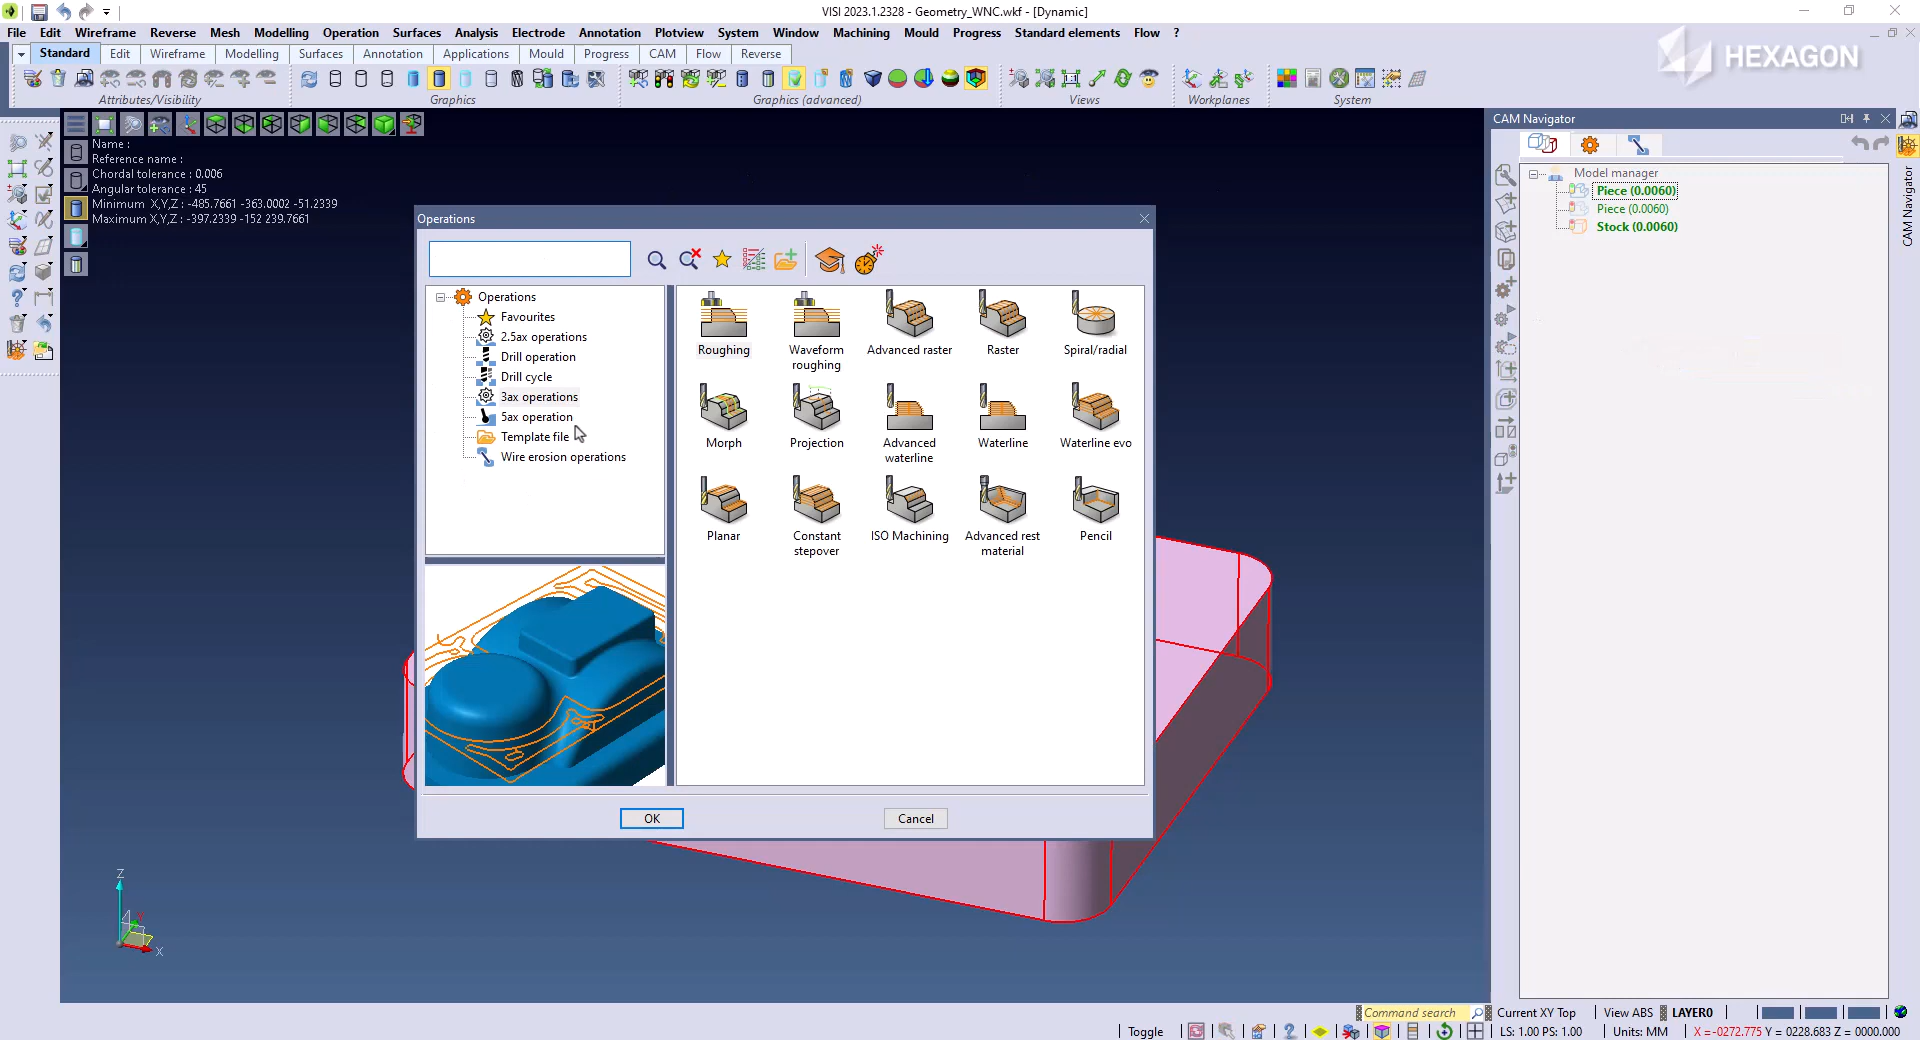 VISI 2023.1.2328 - Geometry_WNC.wkf - [Dynamic]
File Edit Wireframe Reverse Mesh Modelling Operation Surfaces Analysis Electrode Annotation Plotview System Window Machining Mould Progress Standard elements Flow ?
Standard Edit Wireframe Modelling Surfaces Annotation Applications Mould Progress CAM Flow Reverse
HEXAGON
Attributes/Visibility Graphics Graphics (advanced) Views Workplanes System
CAM Navigator
Name :
Reference name :
Chordal tolerance : 0.006
Angular tolerance : 45
Minimum X,Y,Z : -485.7661 -363.0002 -51.2339
Maximum X,Y,Z : -397.2339 -152 239.7661
Model manager
Piece (0.0060)
Piece (0.0060)
Stock (0.0060)
CAM Navigator
Operations
Operations
Favourites
2.5ax operations
Drill operation
Drill cycle
3ax operations
5ax operation
Template file
Wire erosion operations
Roughing
Waveform roughing
Advanced raster
Raster
Spiral/radial
Morph
Projection
Advanced waterline
Waterline
Waterline evo
Planar
Constant stepover
ISO Machining
Advanced rest material
Pencil
OK Cancel
Z
Y
X
Command search Current XY Top View ABS LAYER0
Toggle LS: 1.00 PS: 1.00 Units: MM X =-0272.775 Y = 0228.683 Z = 0000.000